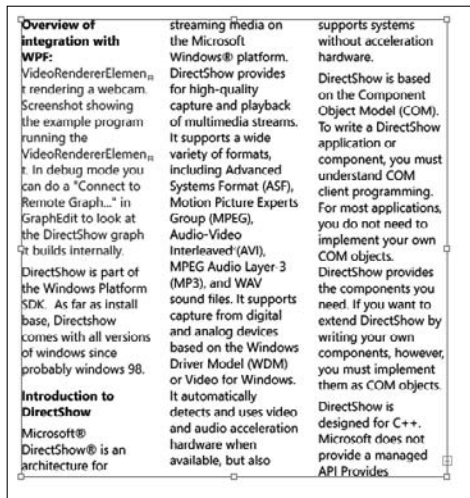 Overview of
integration with
WPF:
VideoRendererElemen
t rendering a webcam.
Screenshot showing
the example program
running the
VideoRendererElemen
t. In debug mode you
can do a "Connect to
Remote Graph..." in
GraphEdit to look at
the DirectShow graph
it builds internally.
DirectShow is part of
the Windows Platform
SDK.  As far as install
base, Directshow
comes with all versions
of windows since
probably windows 98.
Introduction to
DirectShow
Microsoft®
DirectShow® is an
architecture for
streaming media on
the Microsoft
Windows® platform.
DirectShow provides
for high-quality
capture and playback
of multimedia streams.
It supports a wide
variety of formats,
including Advanced
Systems Format (ASF),
Motion Picture Experts
Group (MPEG),
Audio-Video
Interleaved (AVI),
MPEG Audio Layer-3
(MP3), and WAV
sound files. It supports
capture from digital
and analog devices
based on the Windows
Driver Model (WDM)
or Video for Windows.
It automatically
detects and uses video
and audio acceleration
hardware when
available, but also
supports systems
without acceleration
hardware.
DirectShow is based
on the Component
Object Model (COM).
To write a DirectShow
application or
component, you must
understand COM
client programming.
For most applications,
you do not need to
implement your own
COM objects.
DirectShow provides
the components you
need. If you want to
extend DirectShow by
writing your own
components, however,
you must implement
them as COM objects.
DirectShow is
designed for C++.
Microsoft does not
provide a managed
API Provides